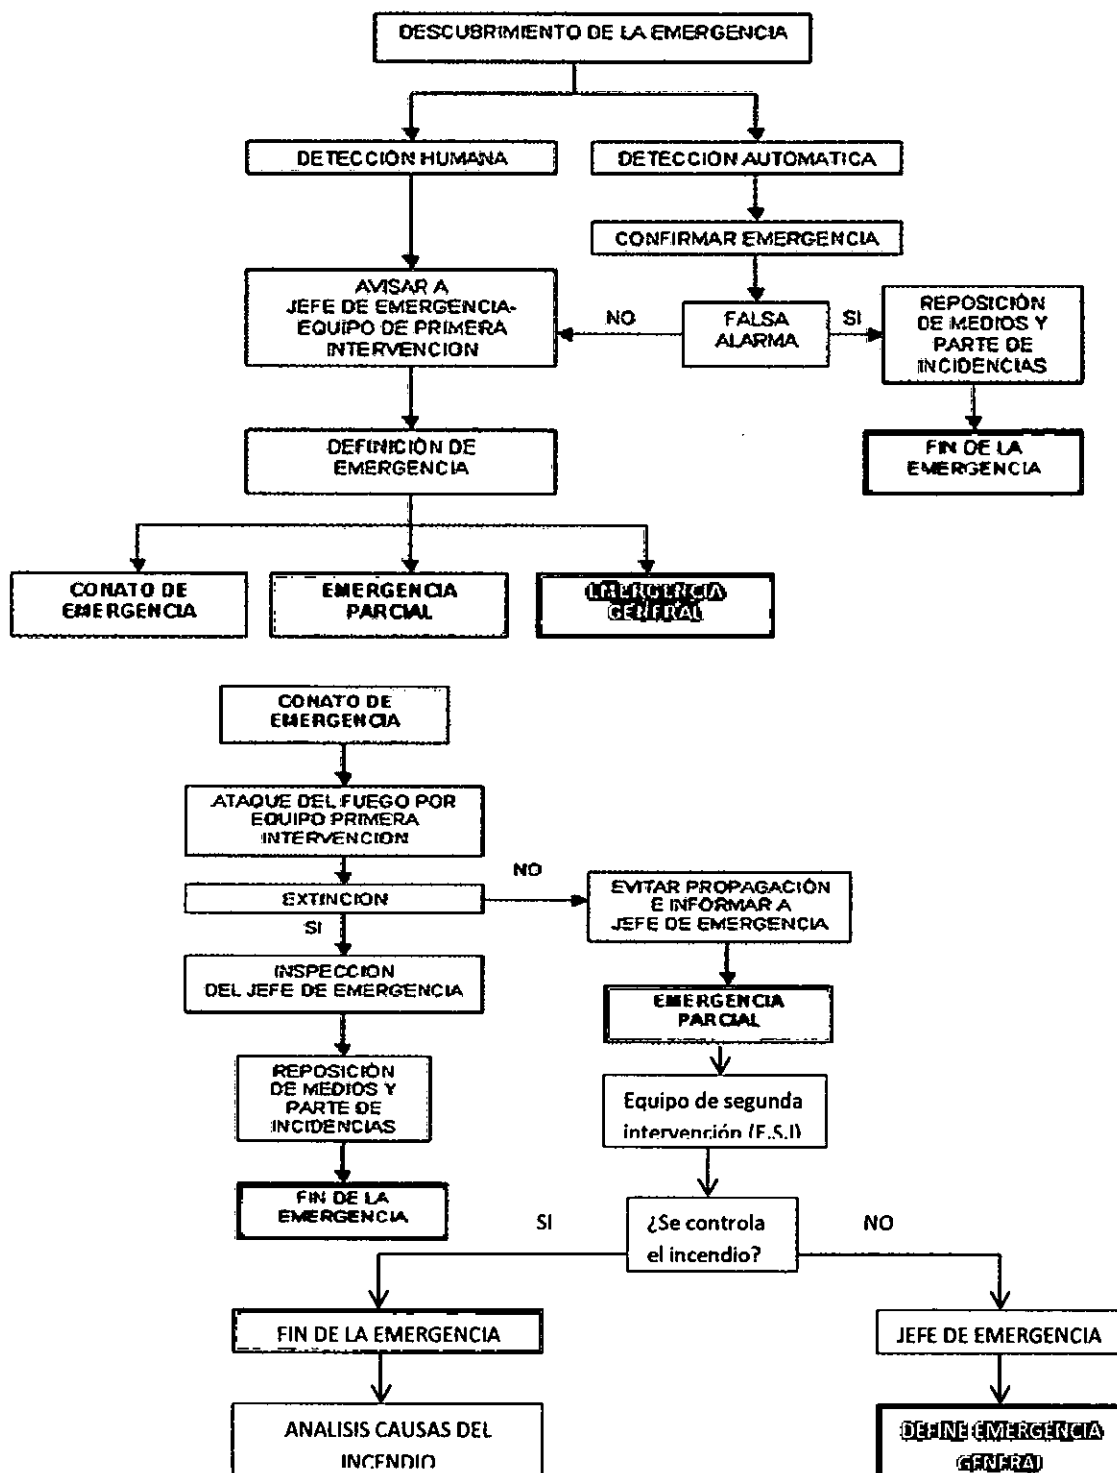 DESCUBRIMIENTO DE LA EMERGENCIA
DETECCIÓN HUMANA
DETECCION AUTOMATICA
CONFIRMAR EMERGENCIA
AVISAR A
JEFE DE EMERGENCIA-
EQUIPO DE PRIMERA
INTERVENCION
NO
FALSA
ALARMA
SI
REPOSICIÓN
DE MEDIOS Y
PARTE DE
INCIDENCIAS
DEFINICIÓN DE
EMERGENCIA
FIN DE LA
EMERGENCIA
CONATO DE
EMERGENCIA
EMERGENCIA
PARCIAL
EMERGENCIA
GENERAL
CONATO DE
EMERGENCIA
ATAQUE DEL FUEGO POR
EQUIPO PRIMERA
INTERVENCION
EXTINCION
NO
EVITAR PROPAGACIÓN
E INFORMAR A
JEFE DE EMERGENCIA
SI
INSPECCION
DEL JEFE DE EMERGENCIA
EMERGENCIA
PARCIAL
REPOSICIÓN
DE MEDIOS Y
PARTE DE
INCIDENCIAS
Equipo de segunda
intervención (E.S.I)
FIN DE LA
EMERGENCIA
SI
¿Se controla
el incendio?
NO
FIN DE LA EMERGENCIA
JEFE DE EMERGENCIA
ANALISIS CAUSAS DEL
INCENDIO
DEFINE EMERGENCIA
GENERAL